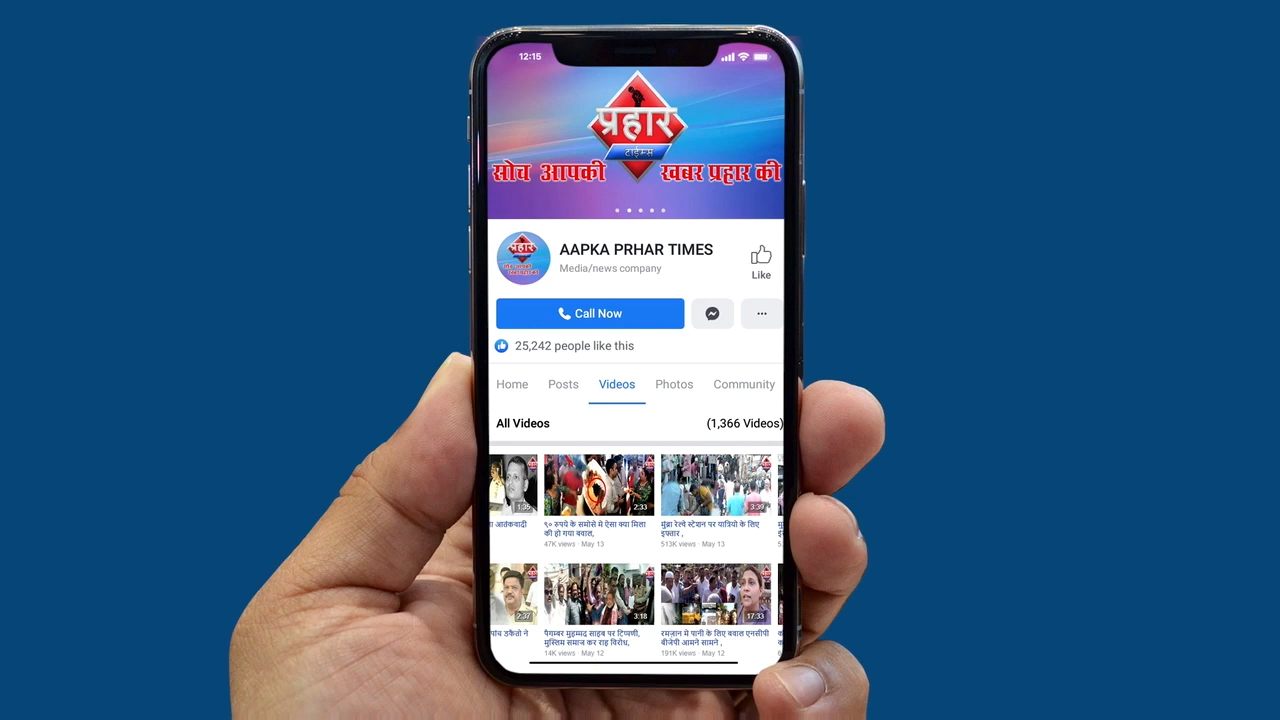 12:15
प्रहार
टाईम्स
सोच आपकी
खबर प्रहार की
प्रहार
AAPKA PRHAR TIMES
Media/news company
Like
Call Now
25,242 people like this
Home
Posts
Videos
Photos
Community
All Videos
(1,366 Videos)
1:35
2:33
3:39
ा आतंकवादी
९० रुपये के समोसे मे ऐसा क्या मिला
की हो गया बवाल,
47K views · May 13
मुंब्रा रेल्वे स्टेशन पर यात्रियो के लिए
इफ्तार ,
513K views · May 13
2:37
3:18
17:33
पांच डकैतो ने
पैगम्बर मुहम्मद साहब पर टिप्पणी,
मुस्लिम समाज कर राह विरोध,
14K views · May 12
रमज़ान मे पानी के लिए बवाल एनसीपी
बीजेपी आमने सामने ,
191K views · May 12